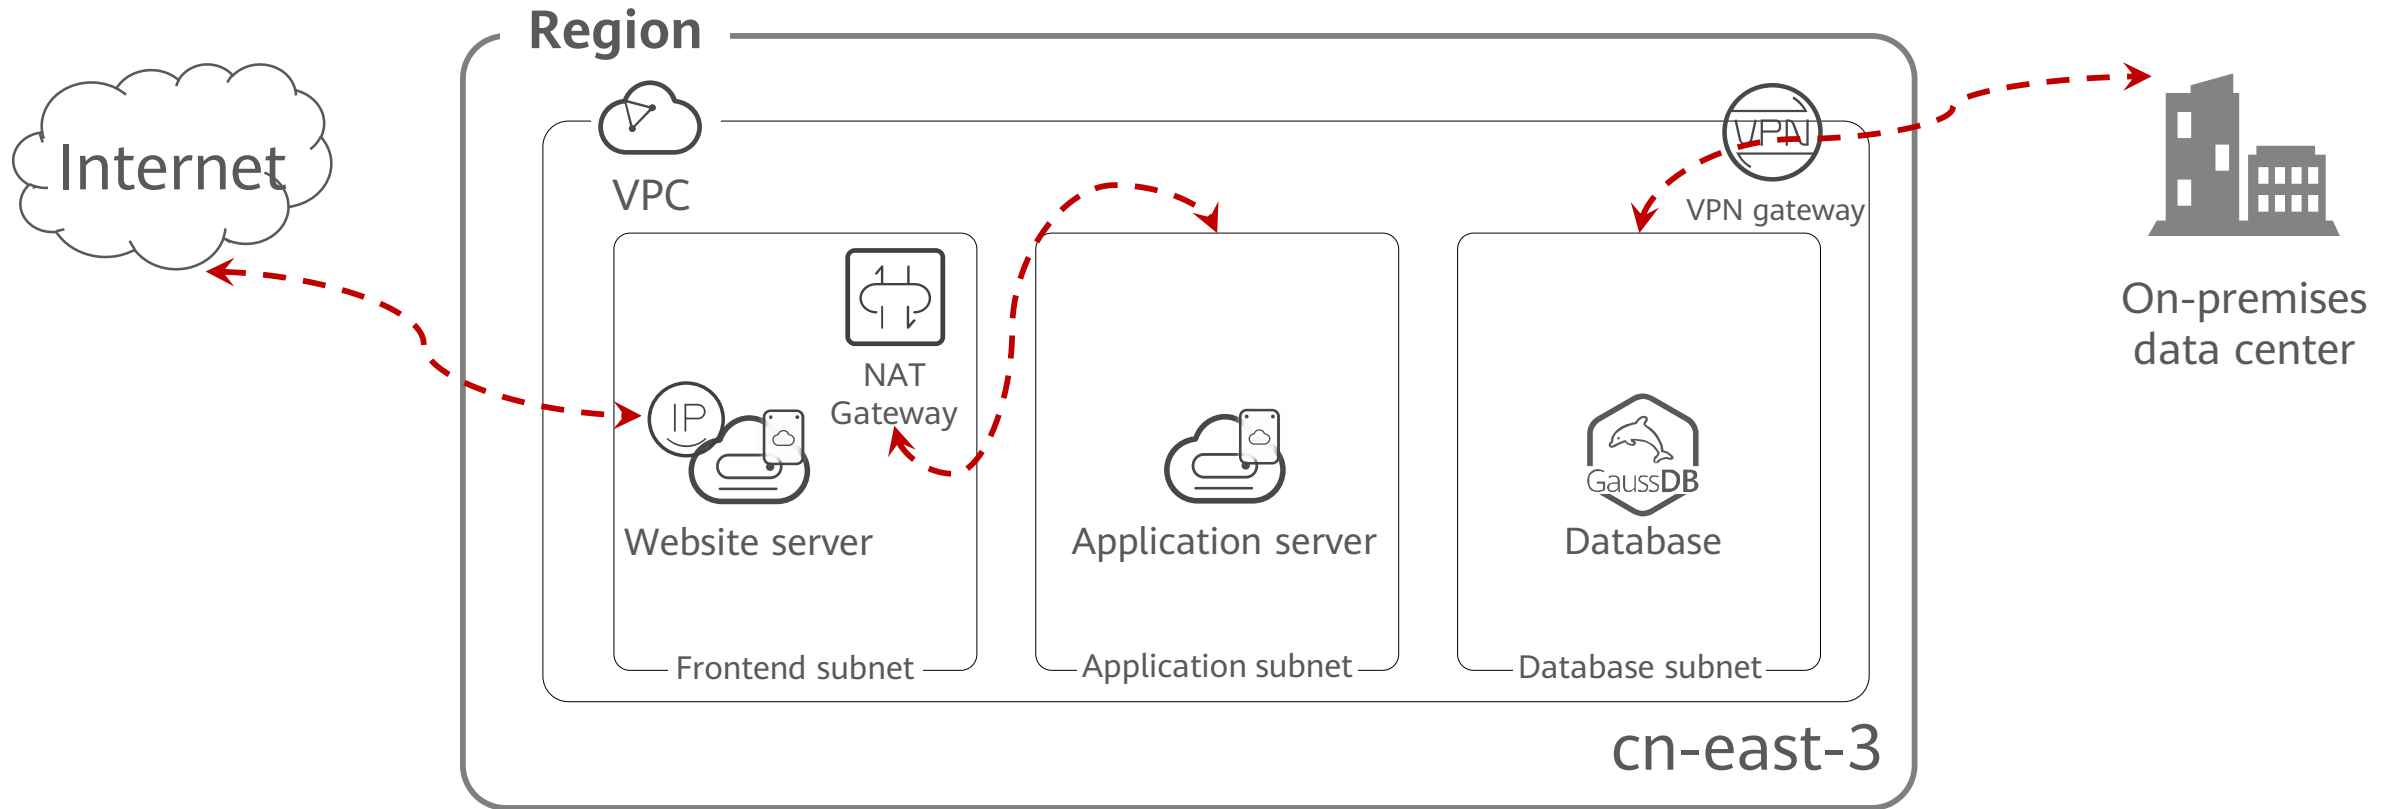 Region
Internet
VPC
VPN
VPN gateway
NAT
Gateway
IP
Website server
Application server
GaussDB
Database
On-premises
data center
Frontend subnet
Application subnet
Database subnet
cn-east-3